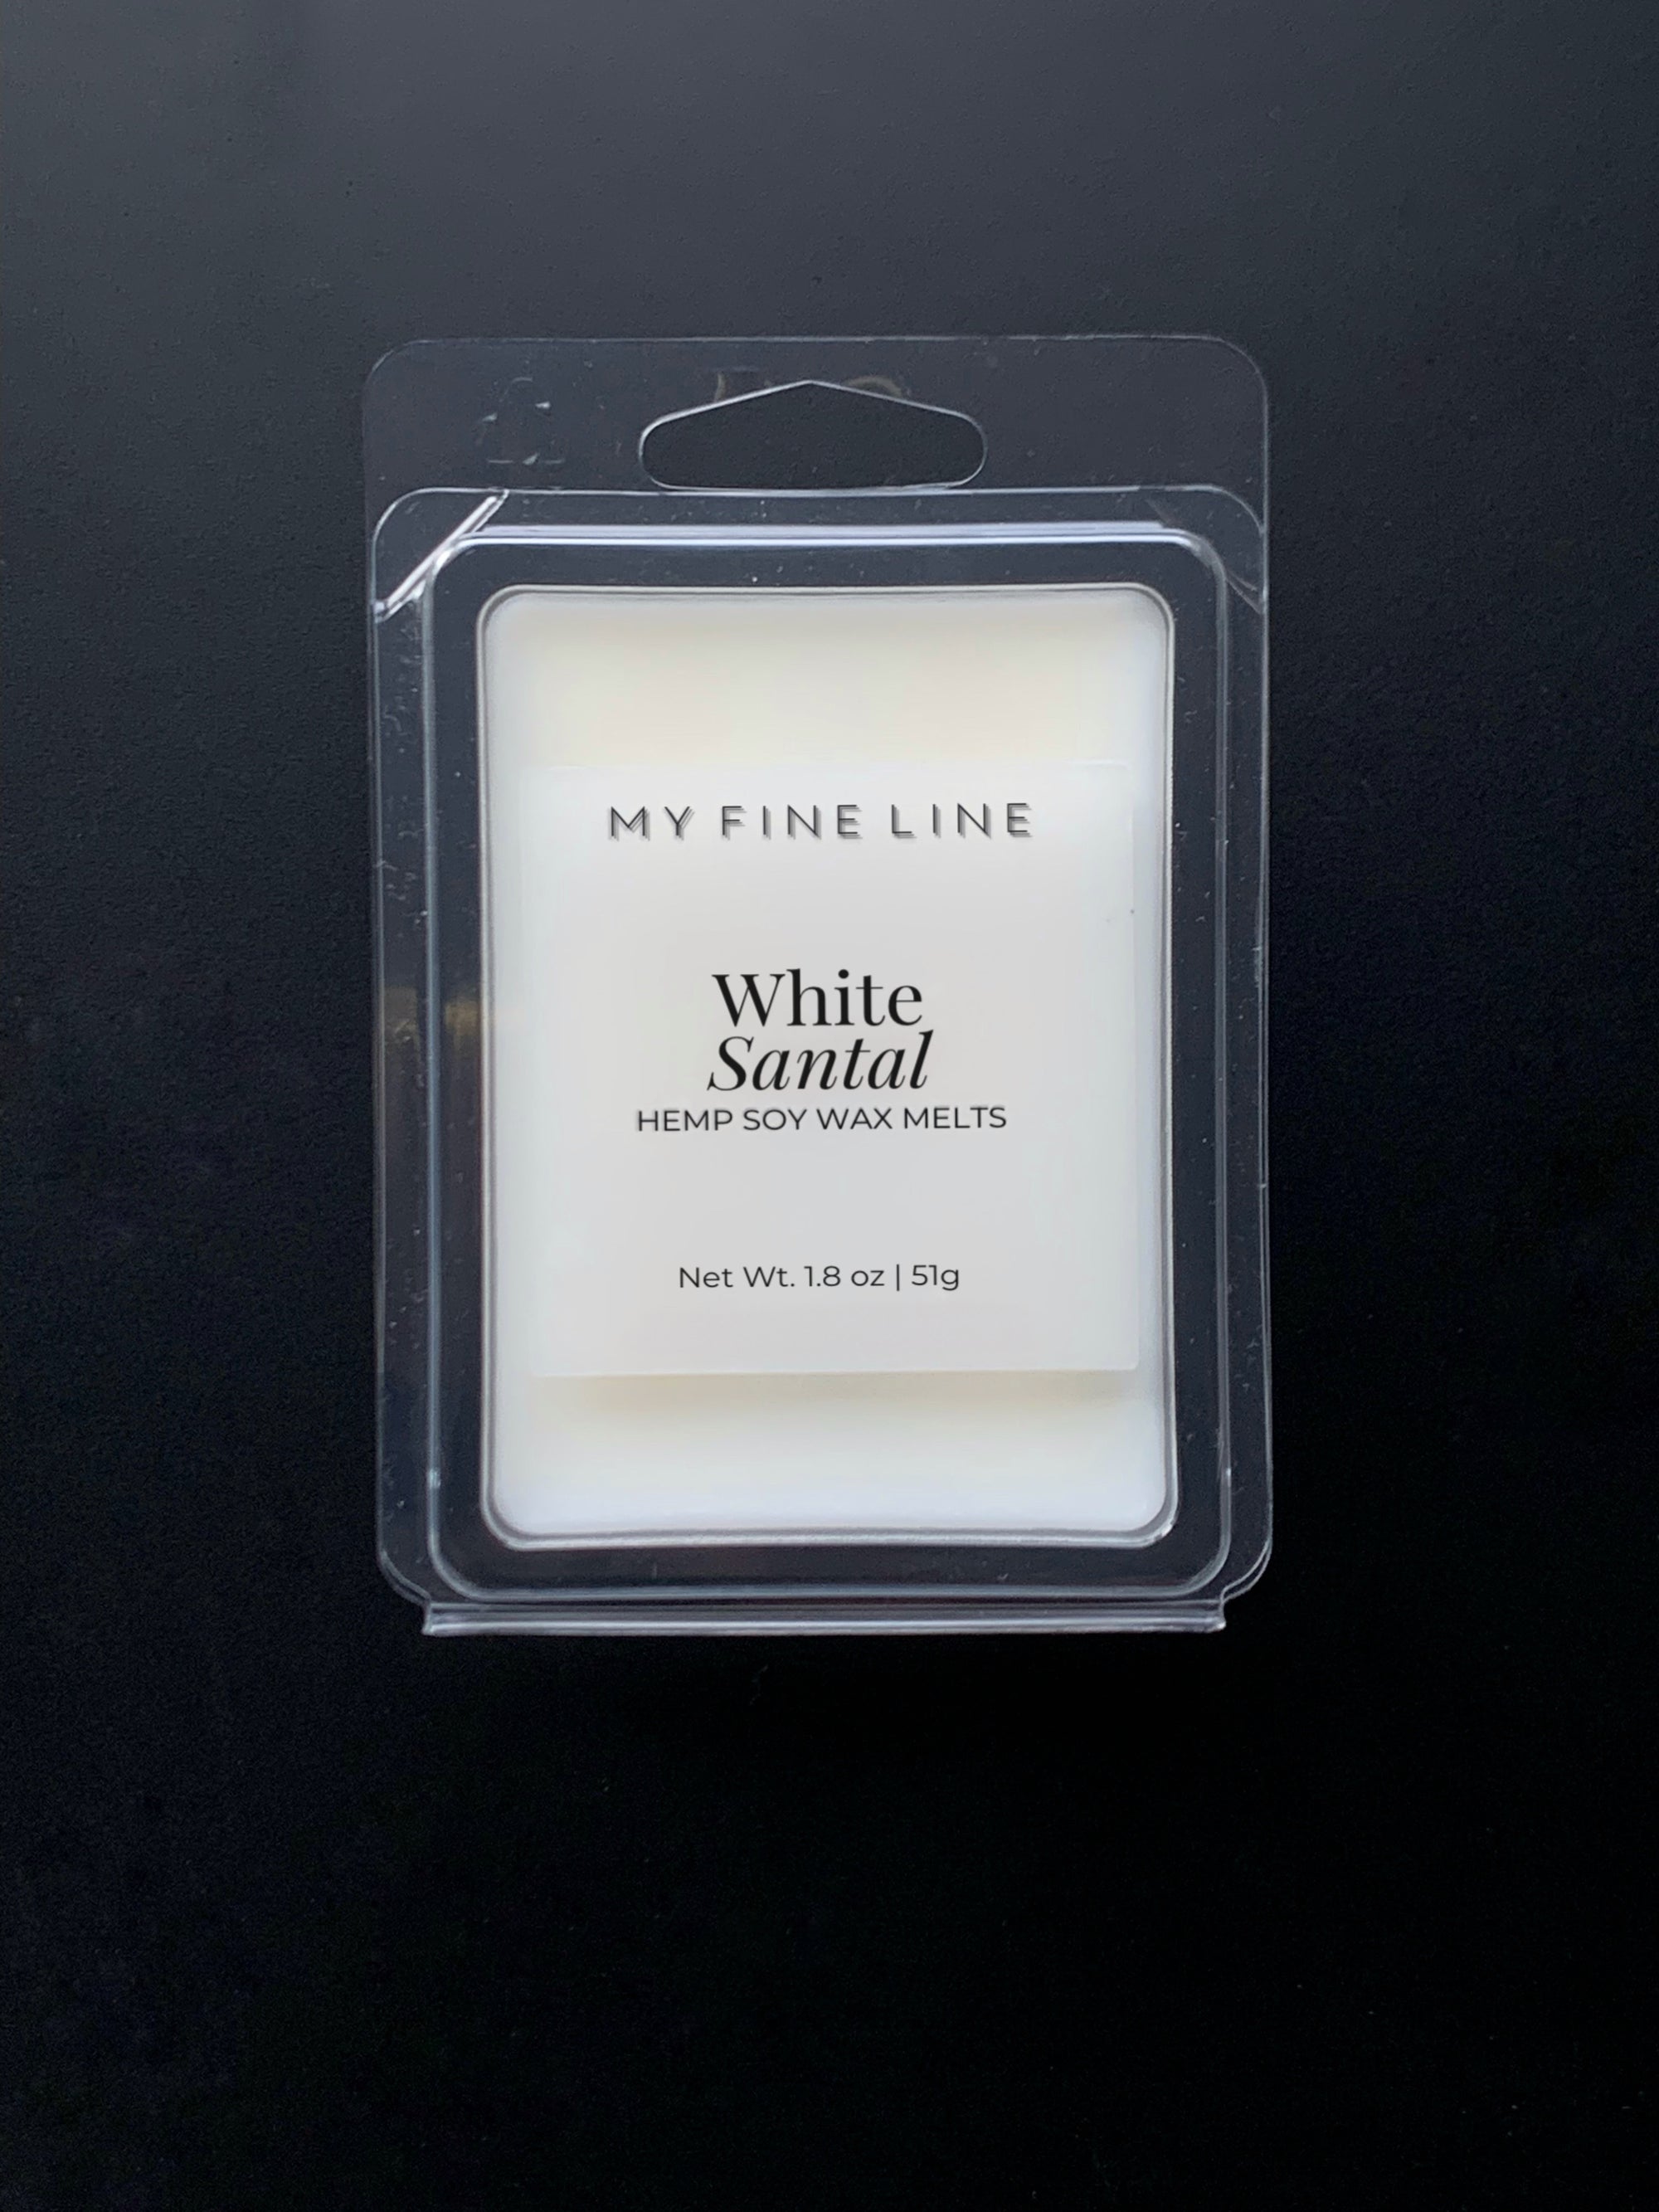 MY FINE LINE
White
Santal
HEMP SOY WAX MELTS
Net Wt. 1.8 oz | 51g